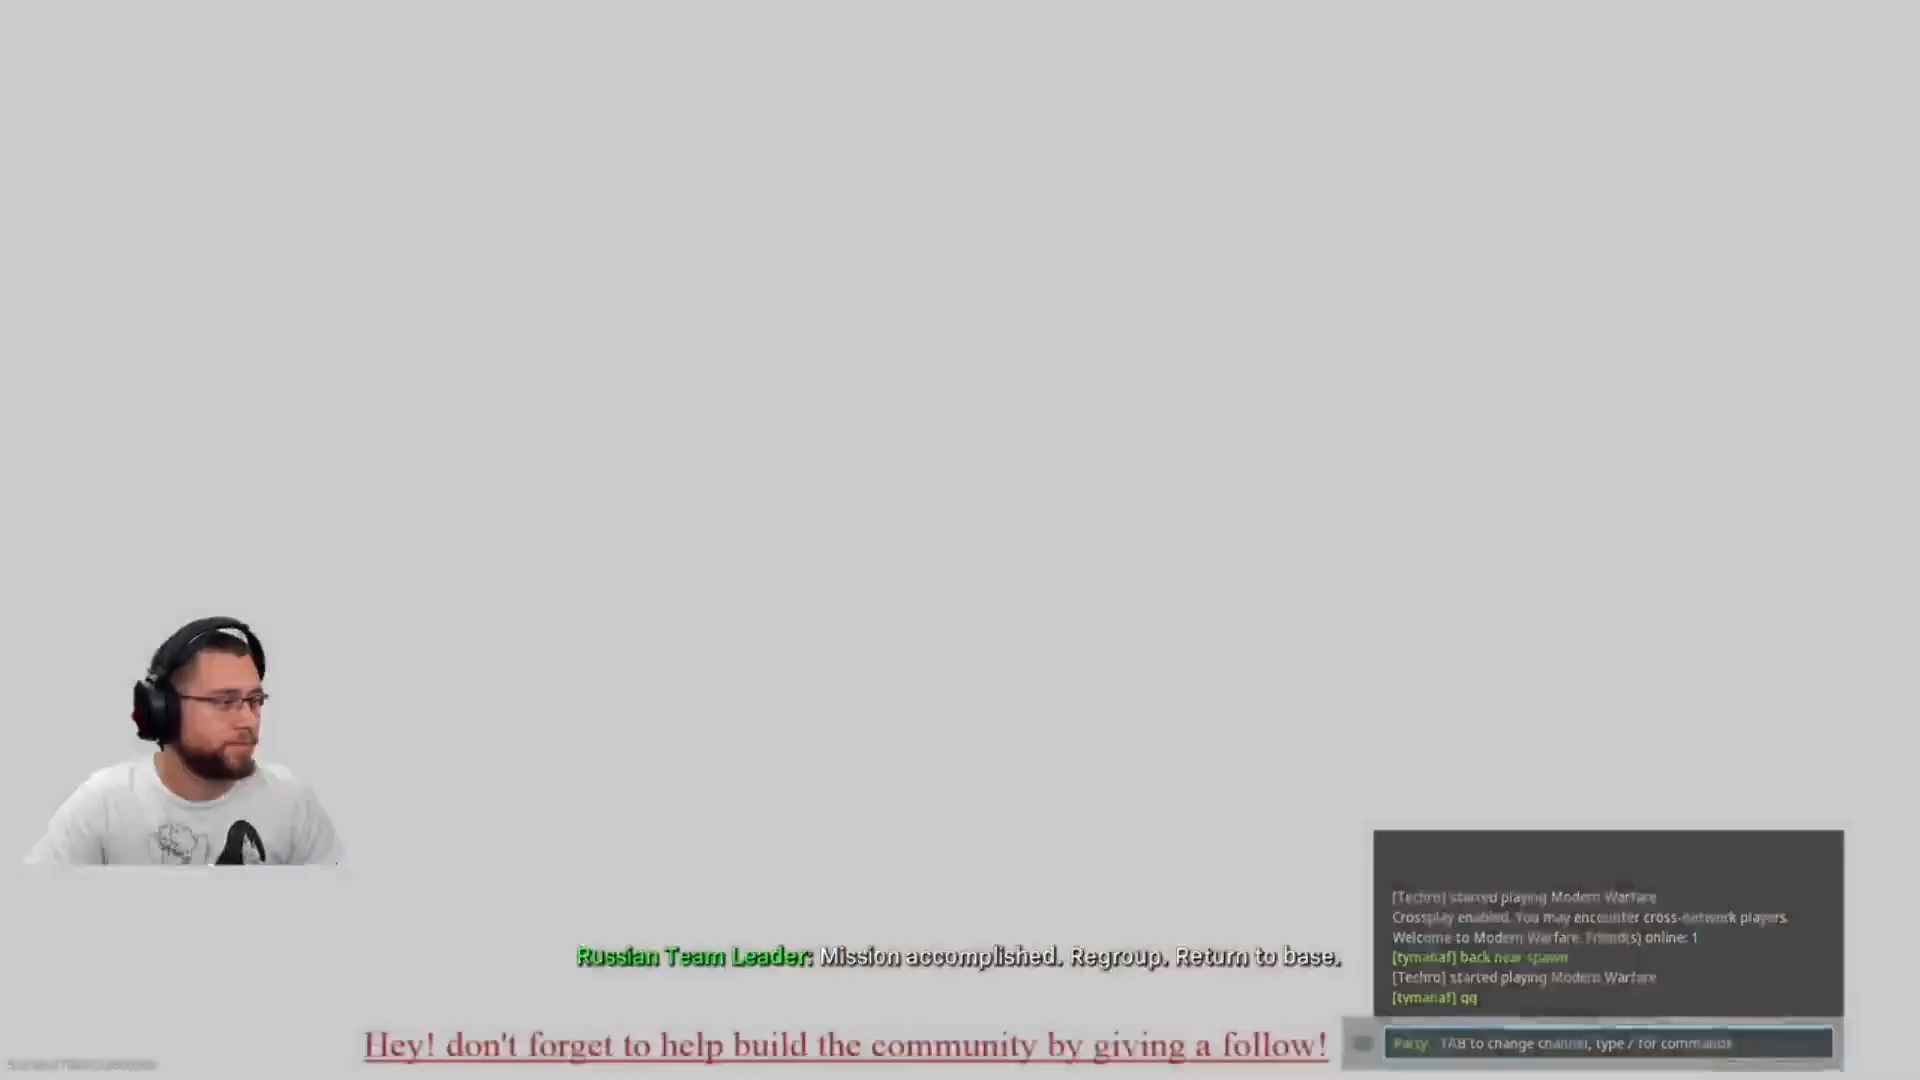 [Techro] started playing Modern Warfare
Crossplay enabled. You may encounter cross-network players.
Welcome to Modern Warfare. Friend(s) online: 1
[tymanaf] back near spawn
[Techro] started playing Modern Warfare
[tymanaf] gg
Russian Team Leader: Mission accomplished. Regroup. Return to base.
Hey! don't forget to help build the community by giving a follow!
Party TAB to change channel, type / for commands